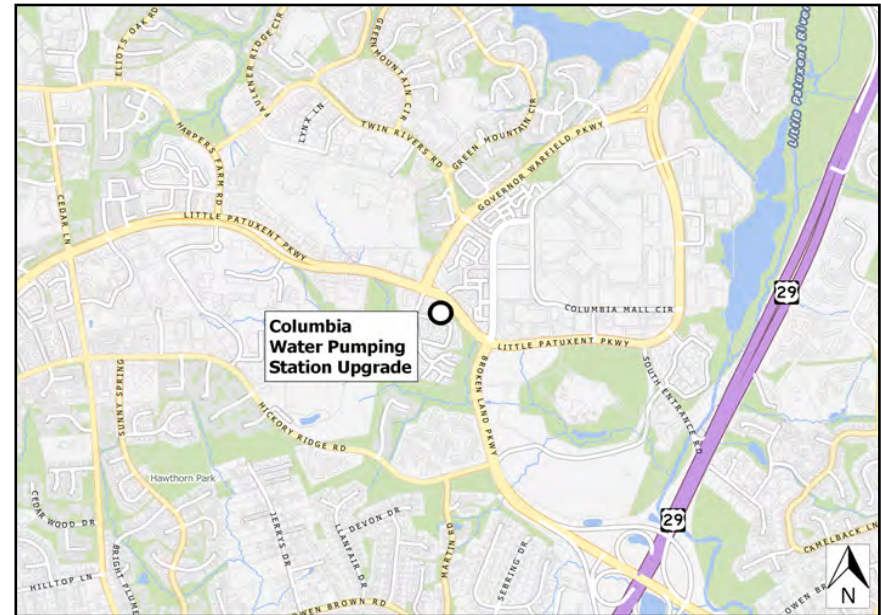 ELIOTS OAK RD
FAULKNER RIDGE CIR
GREEN MOUNTAIN CIR
LYNX LN
TWIN RIVERS RD
GREEN MOUNTAIN CIR
Little Patuxent River
HARPERS FARM RD
GOVERNOR WARFIELD PKWY
CEDAR LN
LITTLE PATUXENT PKWY
29
COLUMBIA MALL CIR
Columbia
Water Pumping
Station Upgrade
LITTLE PATUXENT PKWY
BROKEN LAND PKWY
SOUTH ENTRANCE RD
SUNNY SPRING
HICKORY RIDGE RD
Hawthorn Park
CEDAR WOOD DR
JERRYS DR
LLANFAIR DR
DEVON DR
MARTIN RD
SEBRING DR
29
CAMELBACK LN
HILLTOP LN
BRIGHT PLUME
OWEN BROWN RD
OWEN BR
N